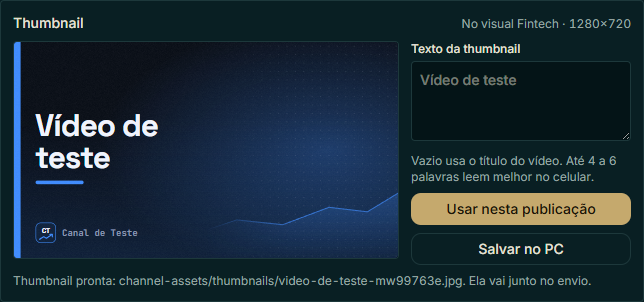 Thumbnail
No visual Fintech · 1280×720
Vídeo de
teste
CT
Canal de Teste
Texto da thumbnail
Vídeo de teste
Vazio usa o título do vídeo. Até 4 a 6
palavras leem melhor no celular.
Usar nesta publicação
Salvar no PC
Thumbnail pronta: channel-assets/thumbnails/video-de-teste-mw99763e.jpg. Ela vai junto no envio.